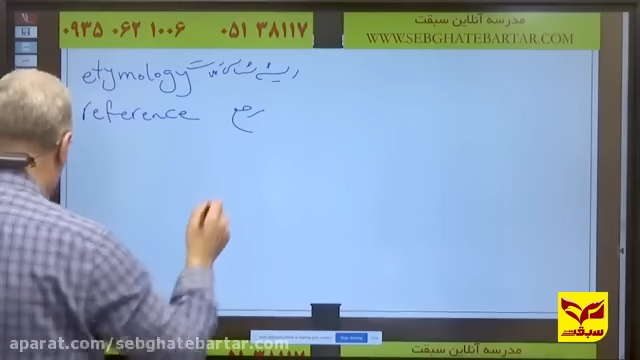 ۰۹۳۵ ۰۶۲ ۱۰۰۶ ۰۵۱ ۳۸۱۱۷
مدرسه آنلاین سبقت
WWW.SEBGHATEBARTAR.COM
etymology ریشه شناسی
reference مرجع
سبقت
aparat.com/sebghatebartar.com
مدرسه آنلاین سبقت